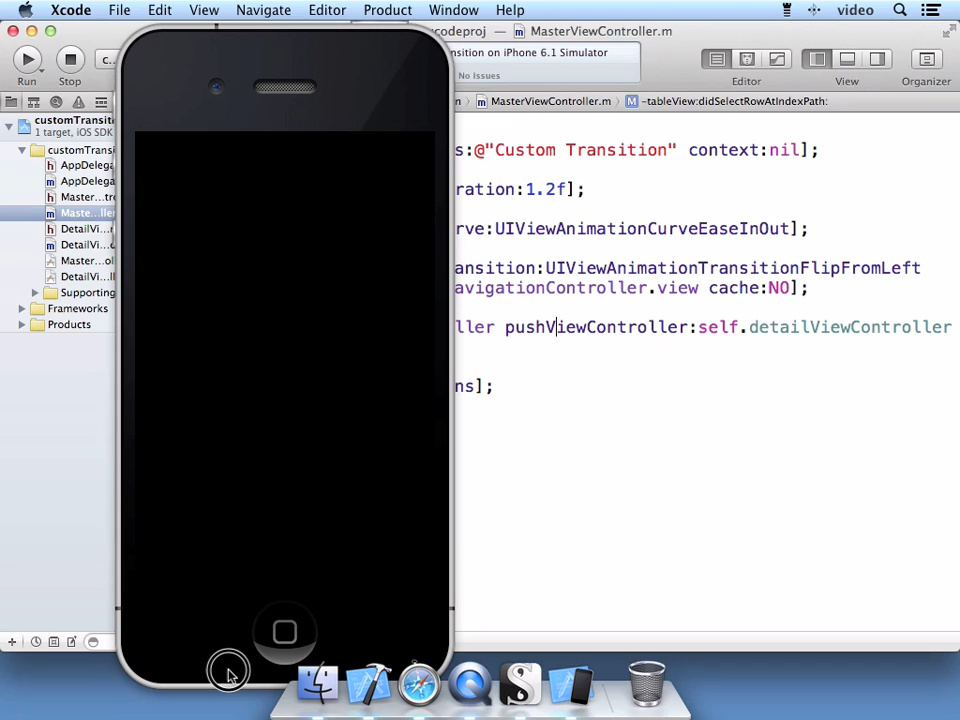 Xcode File Edit View Navigate Editor Product Window Help video
codeproj — MasterViewController.m
Run Stop c... nsition on iPhone 6.1 Simulator
No Issues
Editor View Organizer
n MasterViewController.m M -tableView:didSelectRowAtIndexPath:
customTransit
1 target, iOS SDK
customTransi
h AppDelega
m AppDelega
h Master...tro
m Maste...ller
h DetailVi...
m DetailVi...
Master...oll
DetailVi...ll
Supporting
Frameworks
Products
s:@"Custom Transition" context:nil];
ration:1.2f];
rve:UIViewAnimationCurveEaseInOut];
ansition:UIViewAnimationTransitionFlipFromLeft
avigationController.view cache:NO];
ller pushViewController:self.detailViewController
ns];